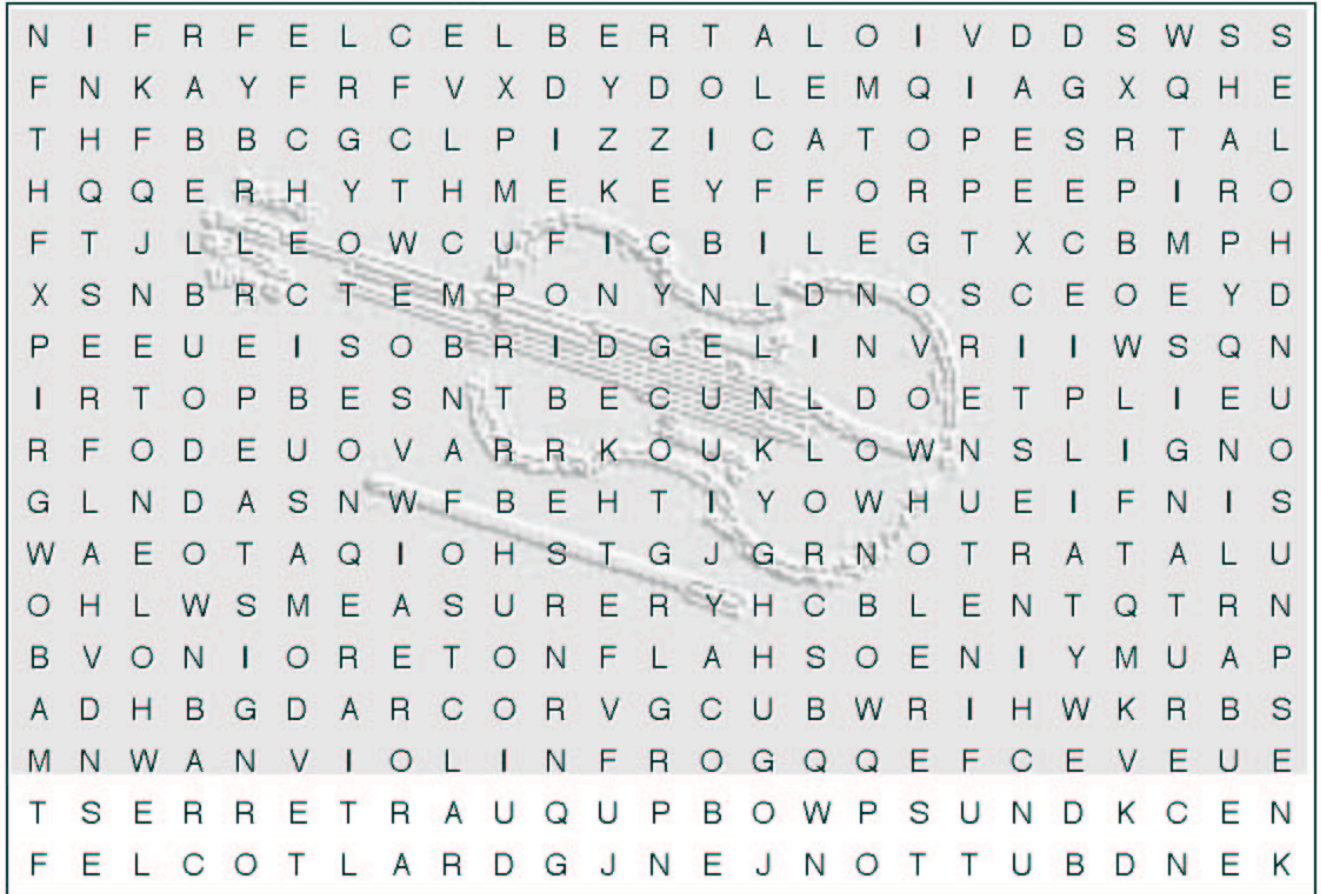 N I F R F E L C E L B E R T A L O I V D D S W S S
F N K A Y F R F V X D Y D O L E M Q I A G X Q H E
T H F B B C G C L P I Z Z I C A T O P E S R T A L
H Q Q E R H Y T H M E K E Y F F O R P E E P I R O
F T J L L E O W C U F I C B I L E G T X C B M P H
X S N B R C T E M P O N Y N L D N O S C E O E Y D
P E E U E I S O B R I D G E L I N V R I I W S Q N
I R T O P B E S N T B E C U N L D O E T P L I E U
R F O D E U O V A R R K O U K L O W N S L I G N O
G L N D A S N W F B E H T I Y O W H U E I F N I S
W A E O T A Q I O H S T G J G R N O T R A T A L U
O H L W S M E A S U R E R Y H C B L E N T Q T R N
B V O N I O R E T O N F L A H S O E N I Y M U A P
A D H B G D A R C O R V G C U B W R I H W K R B S
M N W A N V I O L I N F R O G Q Q E F C E V E U E
T S E R R E T R A U Q U P B O W P S U N D K C E N
F E L C O T L A R D G J N E J N O T T U B D N E K